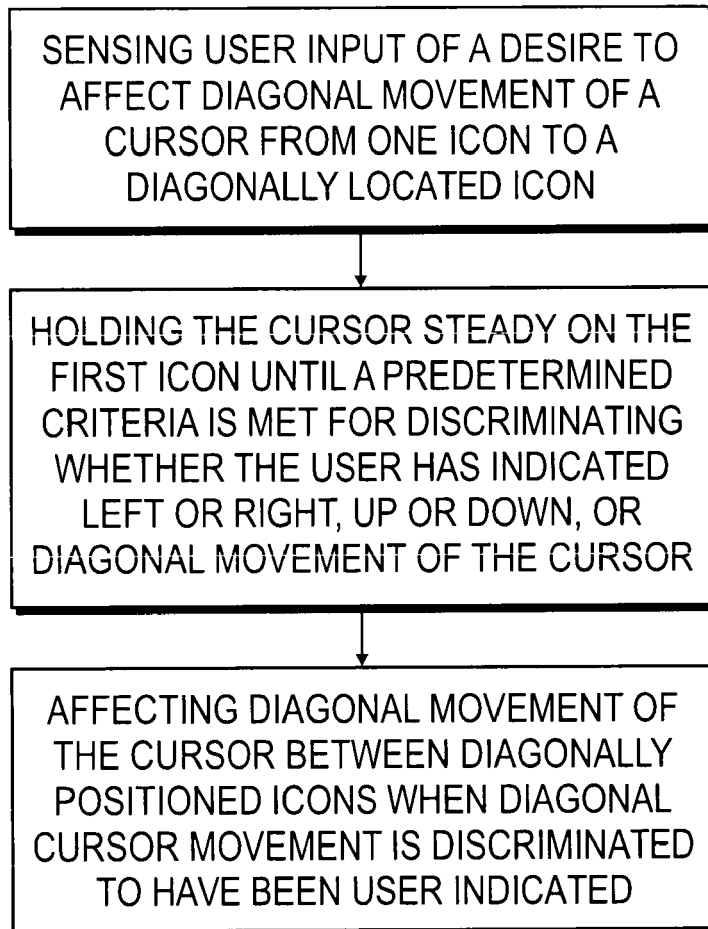 SENSING USER INPUT OF A DESIRE TO
AFFECT DIAGONAL MOVEMENT OF A
CURSOR FROM ONE ICON TO A
DIAGONALLY LOCATED ICON
HOLDING THE CURSOR STEADY ON THE
FIRST ICON UNTIL A PREDETERMINED
CRITERIA IS MET FOR DISCRIMINATING
WHETHER THE USER HAS INDICATED
LEFT OR RIGHT, UP OR DOWN, OR
DIAGONAL MOVEMENT OF THE CURSOR
AFFECTING DIAGONAL MOVEMENT OF
THE CURSOR BETWEEN DIAGONALLY
POSITIONED ICONS WHEN DIAGONAL
CURSOR MOVEMENT IS DISCRIMINATED
TO HAVE BEEN USER INDICATED